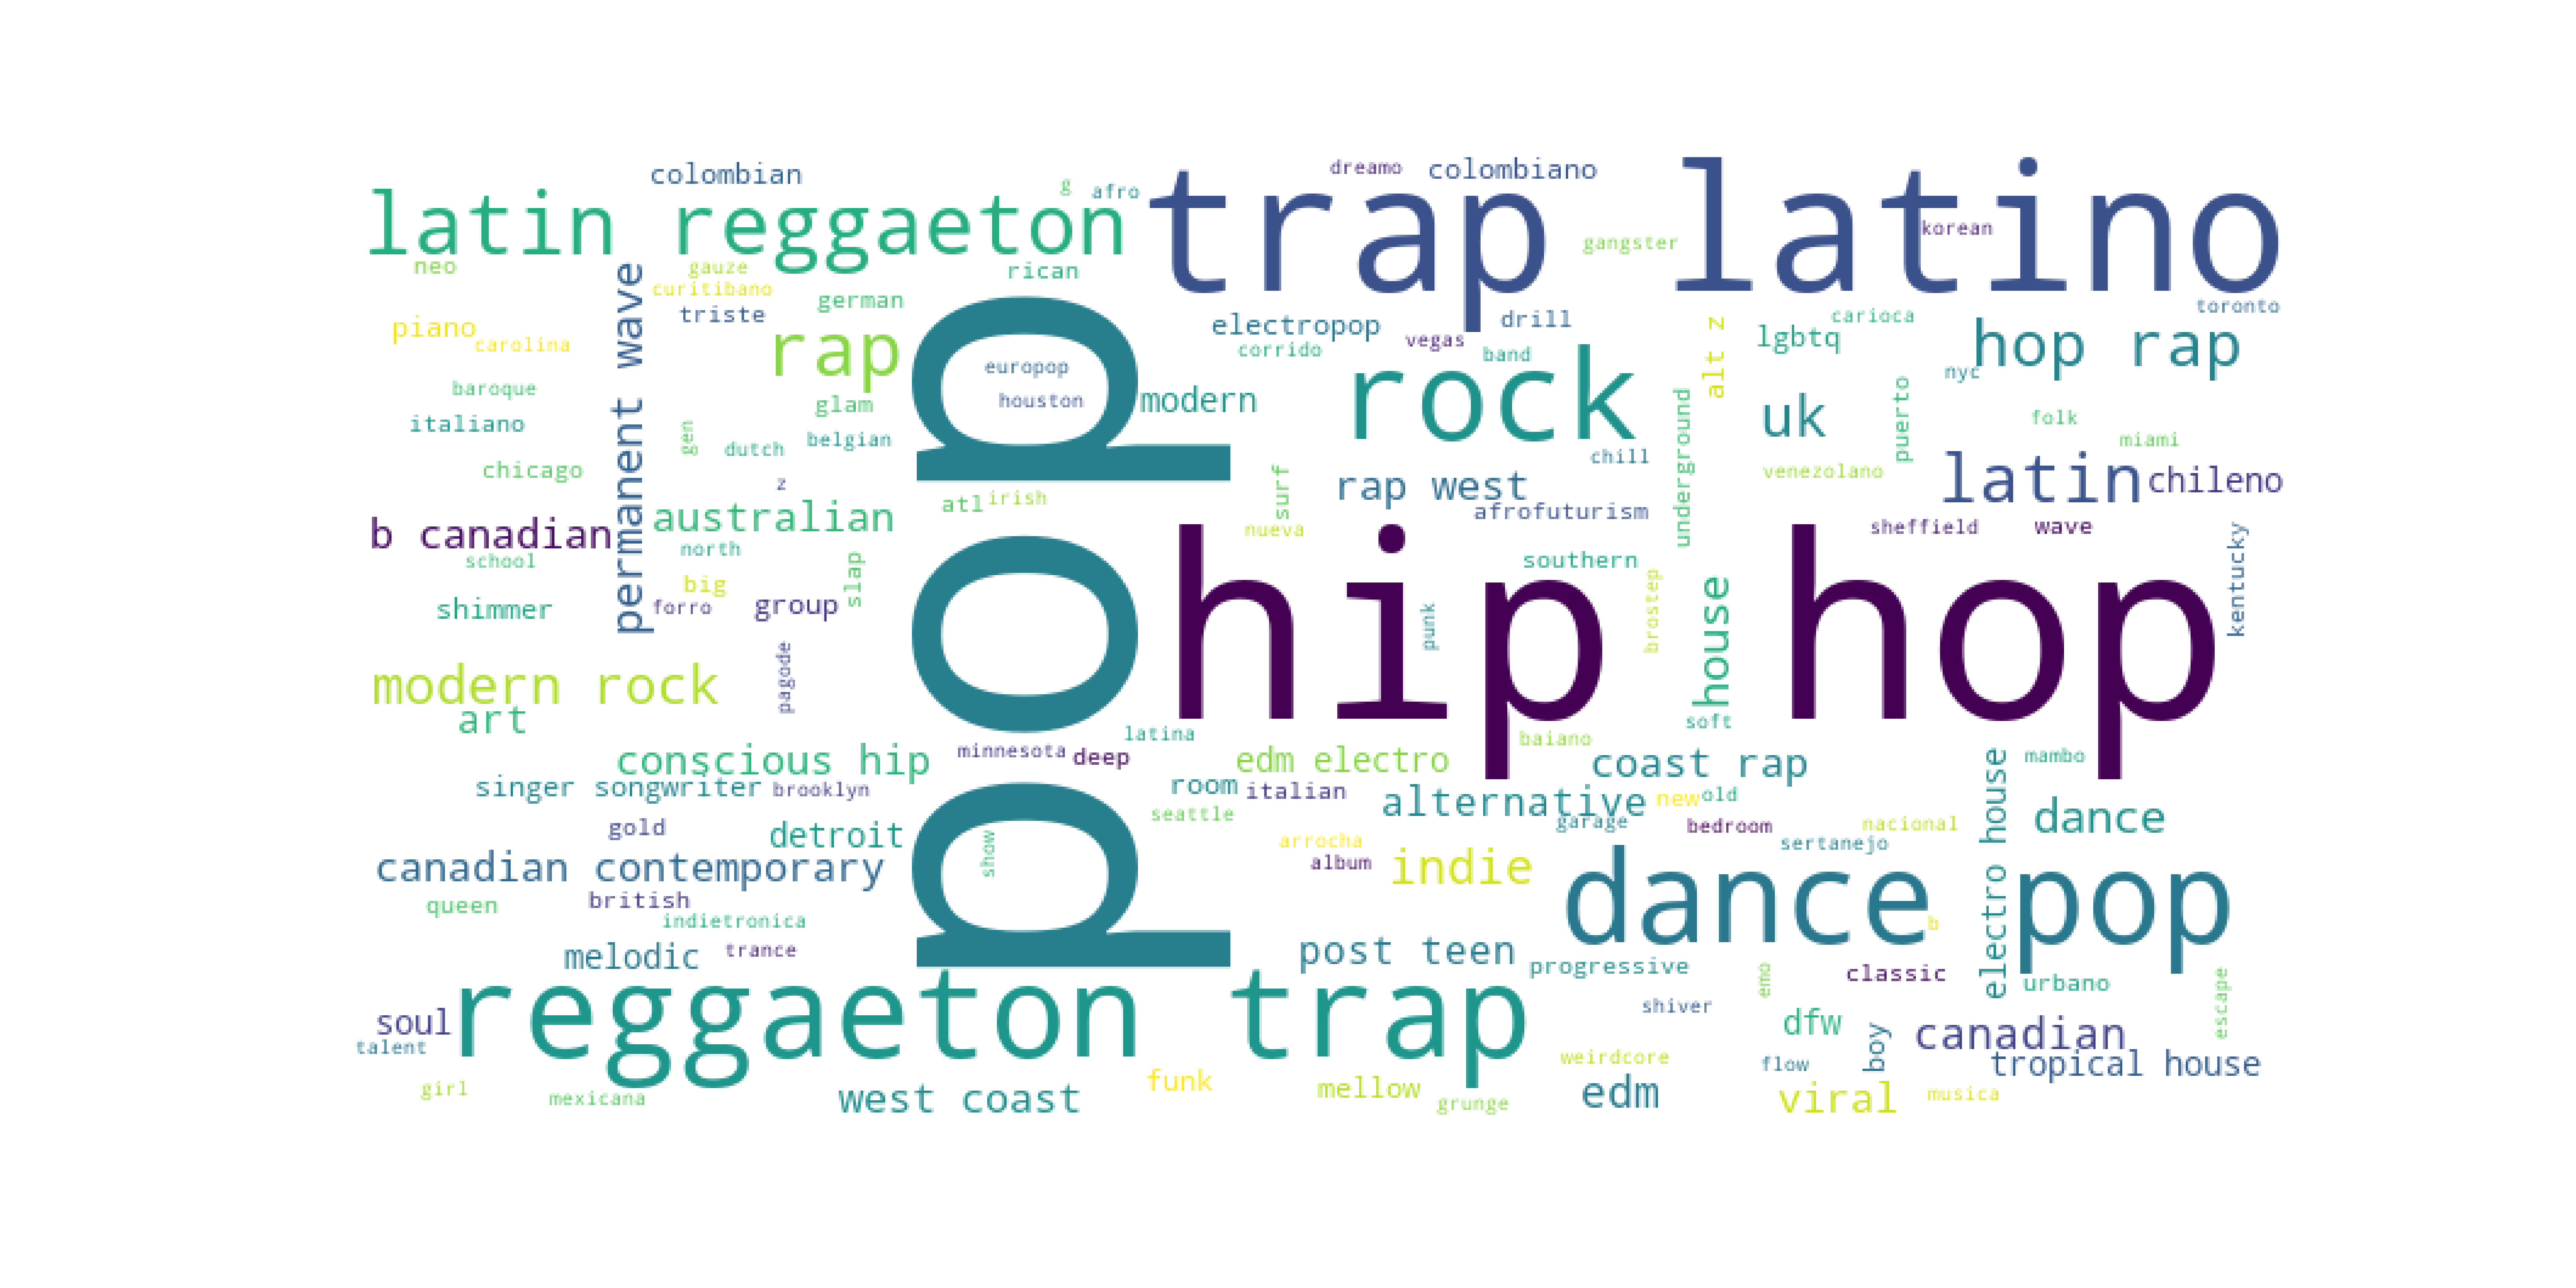 colombian
g
afro
dreamo
colombiano
latin reggaeton
trap latino
korean
gangster
neo
gauze
rican
curitibano
permanent wave
german
triste
piano
carolina
rap
pop
europop
houston
electropop
corrido
drill
vegas
band
alt z
lgbtq
carioca
toronto
hop rap
nyc
baroque
italiano
glam
modern
rock
uk
puerto
folk
miami
gen
dutch
belgian
chicago
z
chill
underground
venezolano
latin
chileno
surf
rap west
atl
irish
afrofuturism
b canadian
australian
nueva
sheffield
wave
school
north
hip hop
southern
kentucky
big
slap
shimmer
forro
group
punk
brostep
house
modern rock
pagode
art
soft
latina
baiano
conscious hip
minnesota
deep
edm electro
coast rap
electro house
mambo
singer songwriter
brooklyn
room
italian
alternative
new
old
seattle
gold
detroit
garage
bedroom
nacional
dance
show
arrocha
sertanejo
canadian contemporary
album
indie
dance pop
queen
british
indietronica
b
melodic
trance
post teen
progressive
emo
classic
urbano
escape
soul
reggaeton trap
shiver
dfw
boy
canadian
talent
weirdcore
flow
tropical house
girl
mexicana
west coast
funk
mellow
grunge
edm
viral
musica